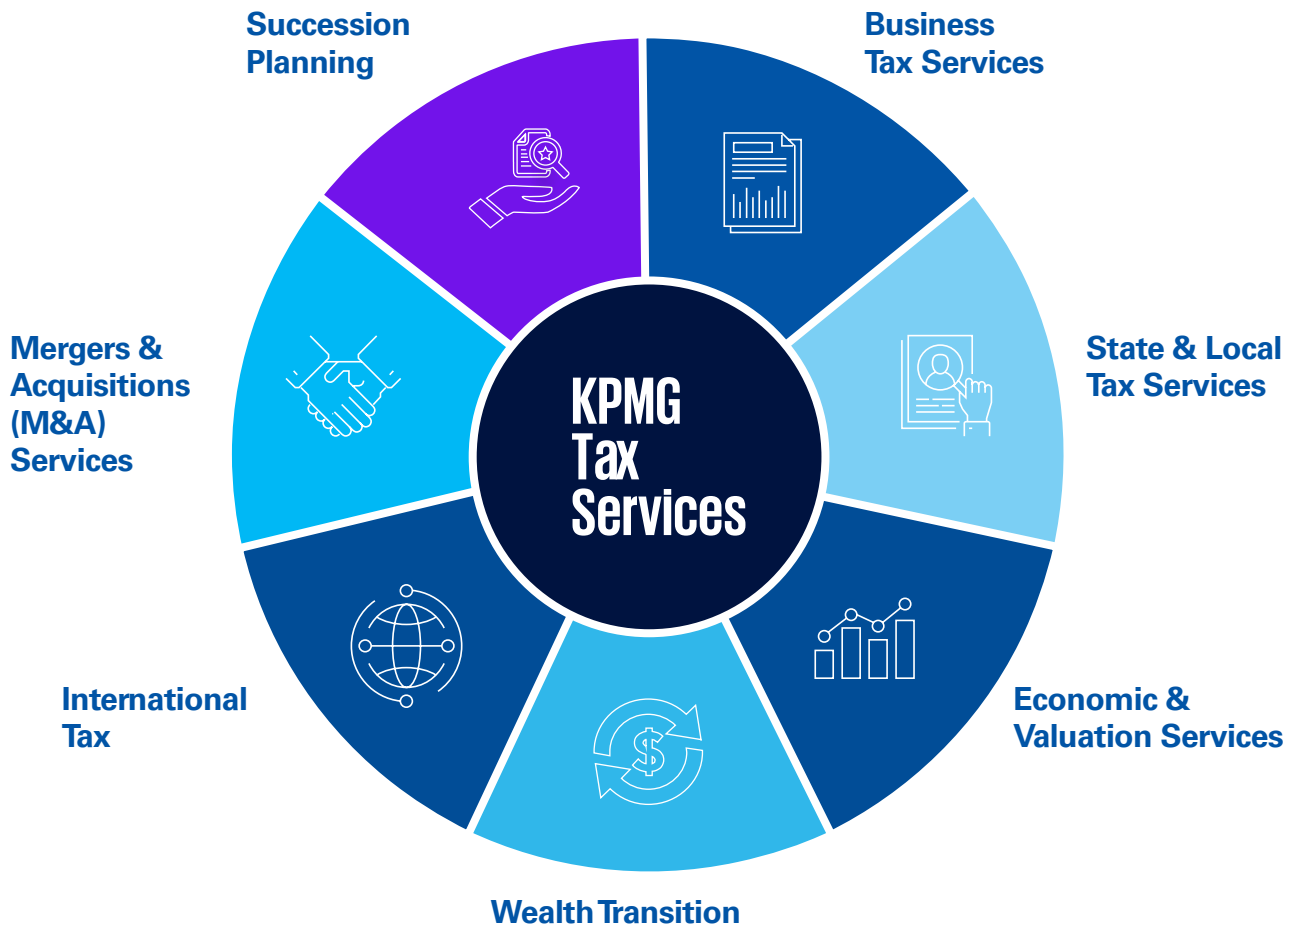 Succession
Planning
Business
Tax Services
Mergers &
Acquisitions
(M&A)
Services
KPMG
Tax
Services
State & Local
Tax Services
International
Tax
Economic &
Valuation Services
Wealth Transition
$